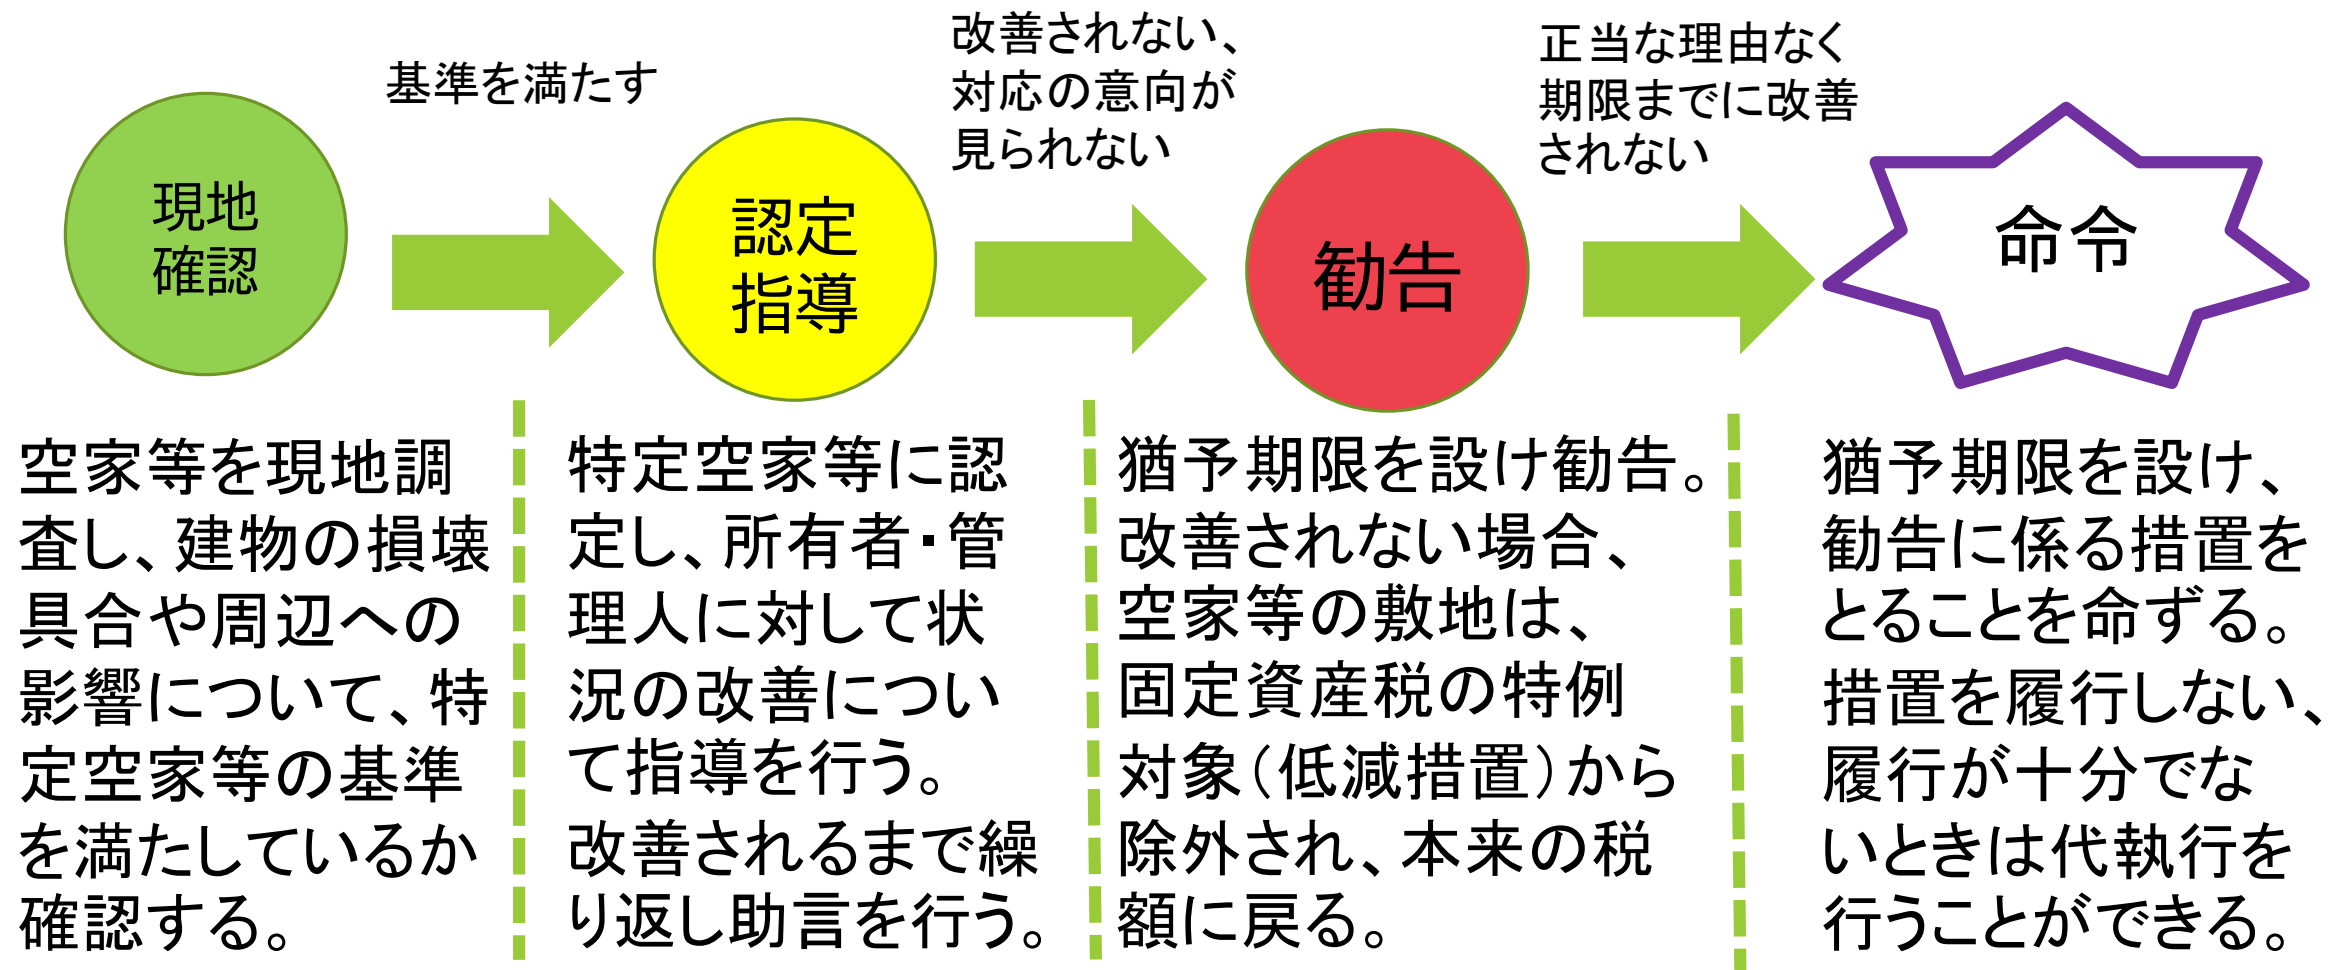 現地
確認
基準を満たす
認定
指導
改善されない、
対応の意向が
見られない
勧告
正当な理由なく
期限までに改善
されない
命令
空家等を現地調
査し、建物の損壊
具合や周辺への
影響について、特
定空家等の基準
を満たしているか
確認する。
特定空家等に認
定し、所有者・管
理人に対して状
況の改善につい
て指導を行う。
改善されるまで繰
り返し助言を行う。
猶予期限を設け勧告。
改善されない場合、
空家等の敷地は、
固定資産税の特例
対象（低減措置）から
除外され、本来の税
額に戻る。
猶予期限を設け、
勧告に係る措置を
とることを命ずる。
措置を履行しない、
履行が十分でな
いときは代執行を
行うことができる。